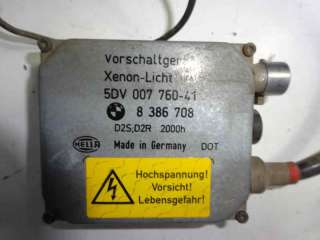 Vorschaltger
Xenon-Licht
5DV 007 760-41
8 386 708
D2S,D2R 2000h
HELLA Made in Germany DOT
Hochspannung!
Vorsicht!
Lebensgefahr!